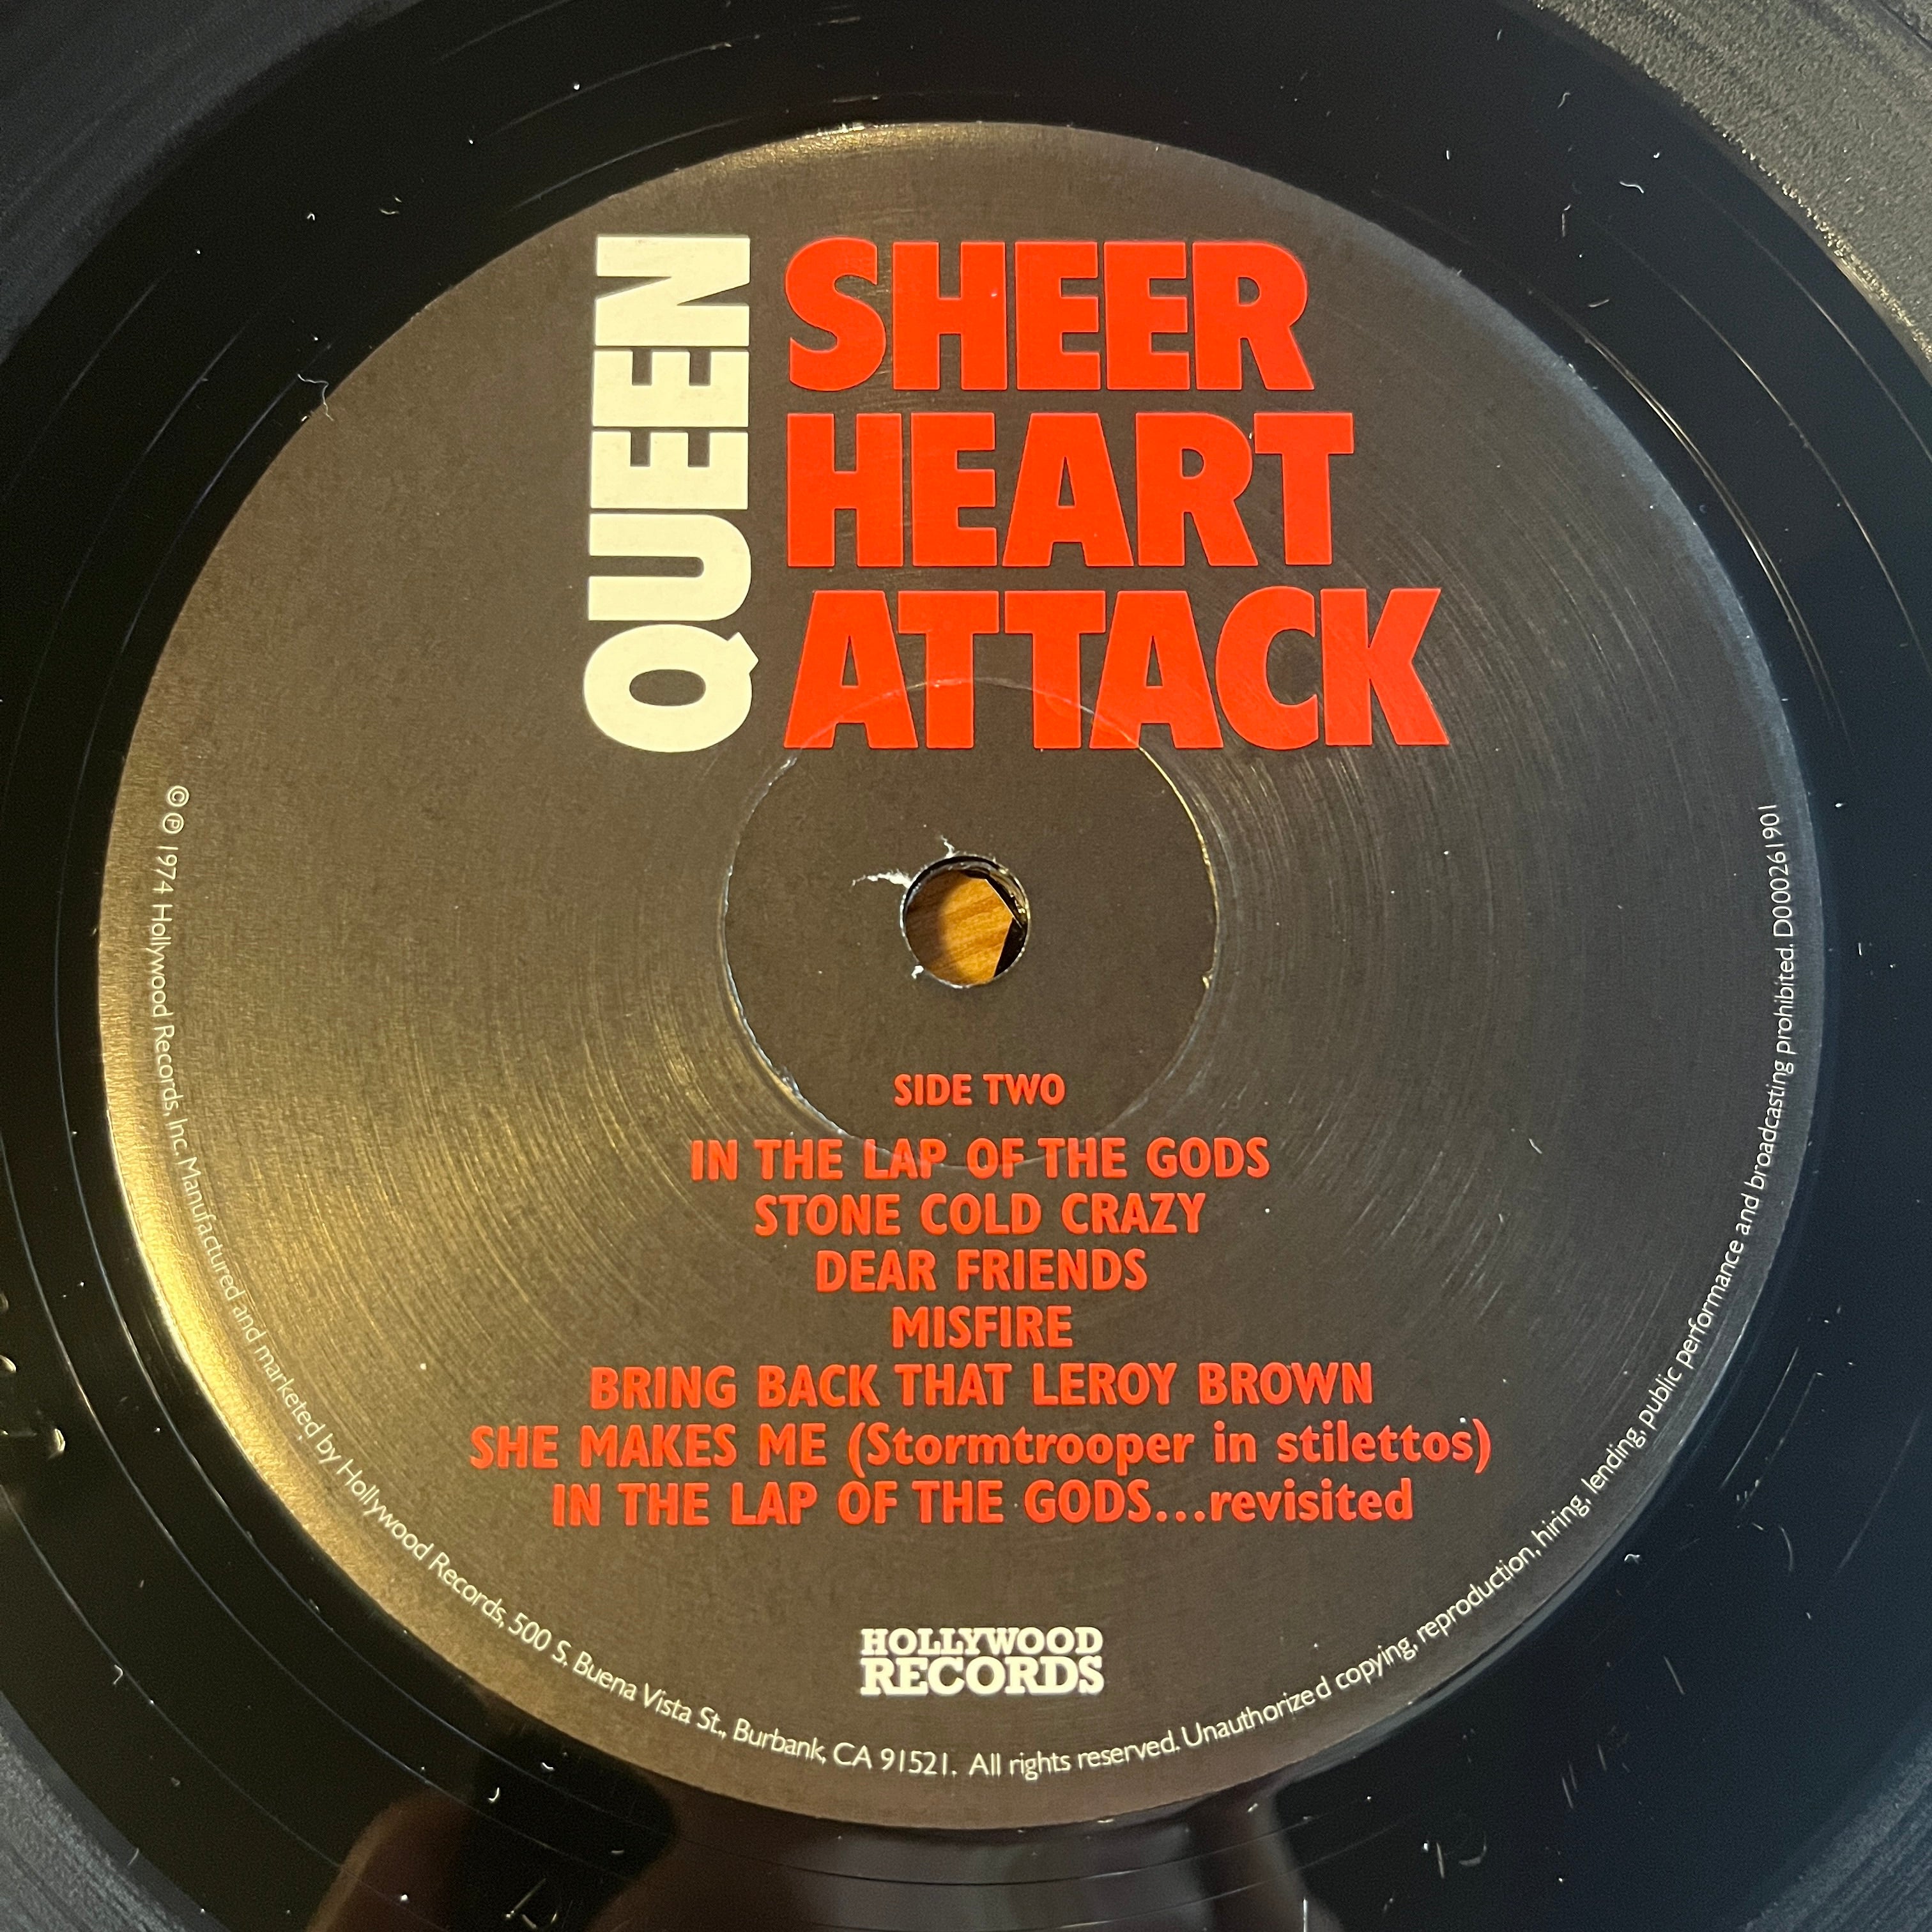 QUEEN
SHEER
HEART
ATTACK
SIDE TWO
IN THE LAP OF THE GODS
STONE COLD CRAZY
DEAR FRIENDS
MISFIRE
BRING BACK THAT LEROY BROWN
SHE MAKES ME (Stormtrooper in stilettos)
IN THE LAP OF THE GODS...revisited
HOLLYWOOD
RECORDS
© ℗ 1974 Hollywood Records, Inc. Manufactured and marketed by Hollywood Records, 500 S. Buena Vista St., Burbank, CA 91521. All rights reserved. Unauthorized copying, reproduction, hiring, lending, public performance and broadcasting prohibited. D000261901